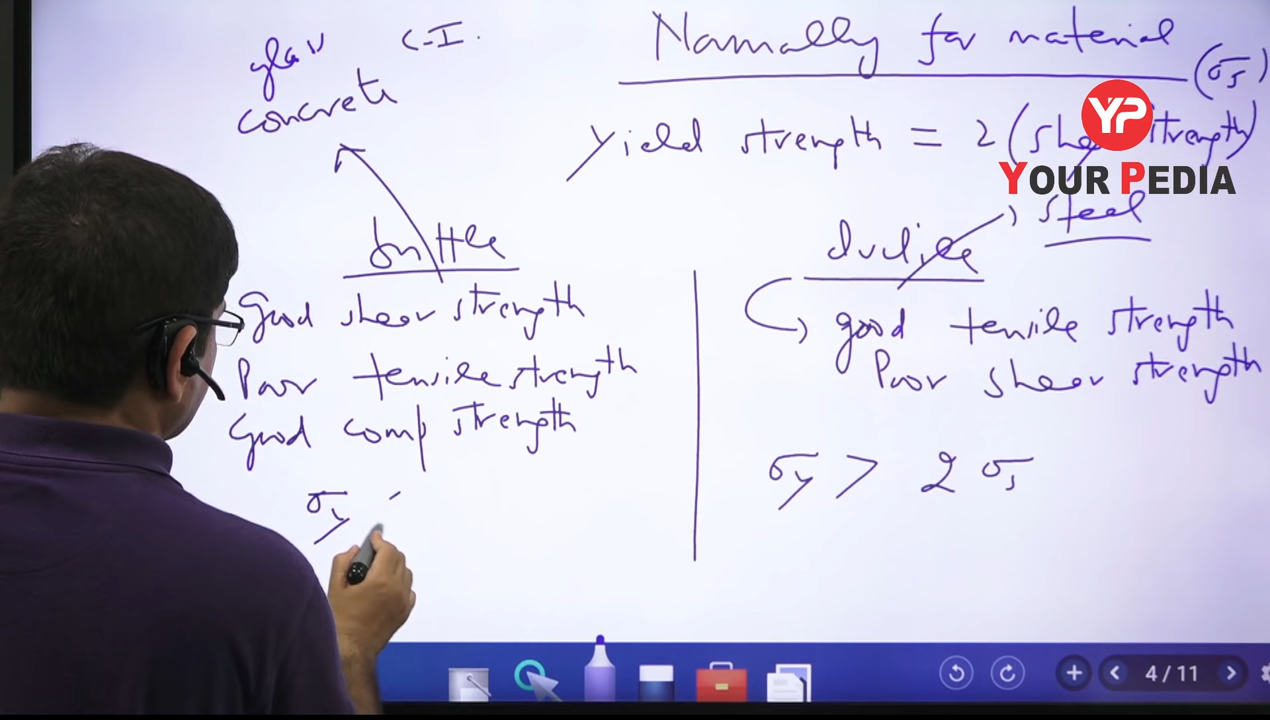 glass C.I.
concrete
Normally for material
(σs)
Yield strength = 2 (shear strength)
YP
YOUR PEDIA
steel
brittle
ductile
Good shear strength
Poor tensile strength
Good comp strength
good tensile strength
Poor shear strength
σy > 2 σs
σy
4/11